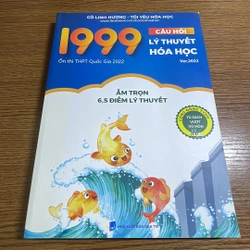 CÔ LINH HƯƠNG - TÔI YÊU HÓA HỌC
1999
CÂU HỎI
LÝ THUYẾT
HÓA HỌC
Ôn thi THPT Quốc Gia 2022
Ver.2022
ẴM TRỌN
6,5 ĐIỂM LÝ THUYẾT